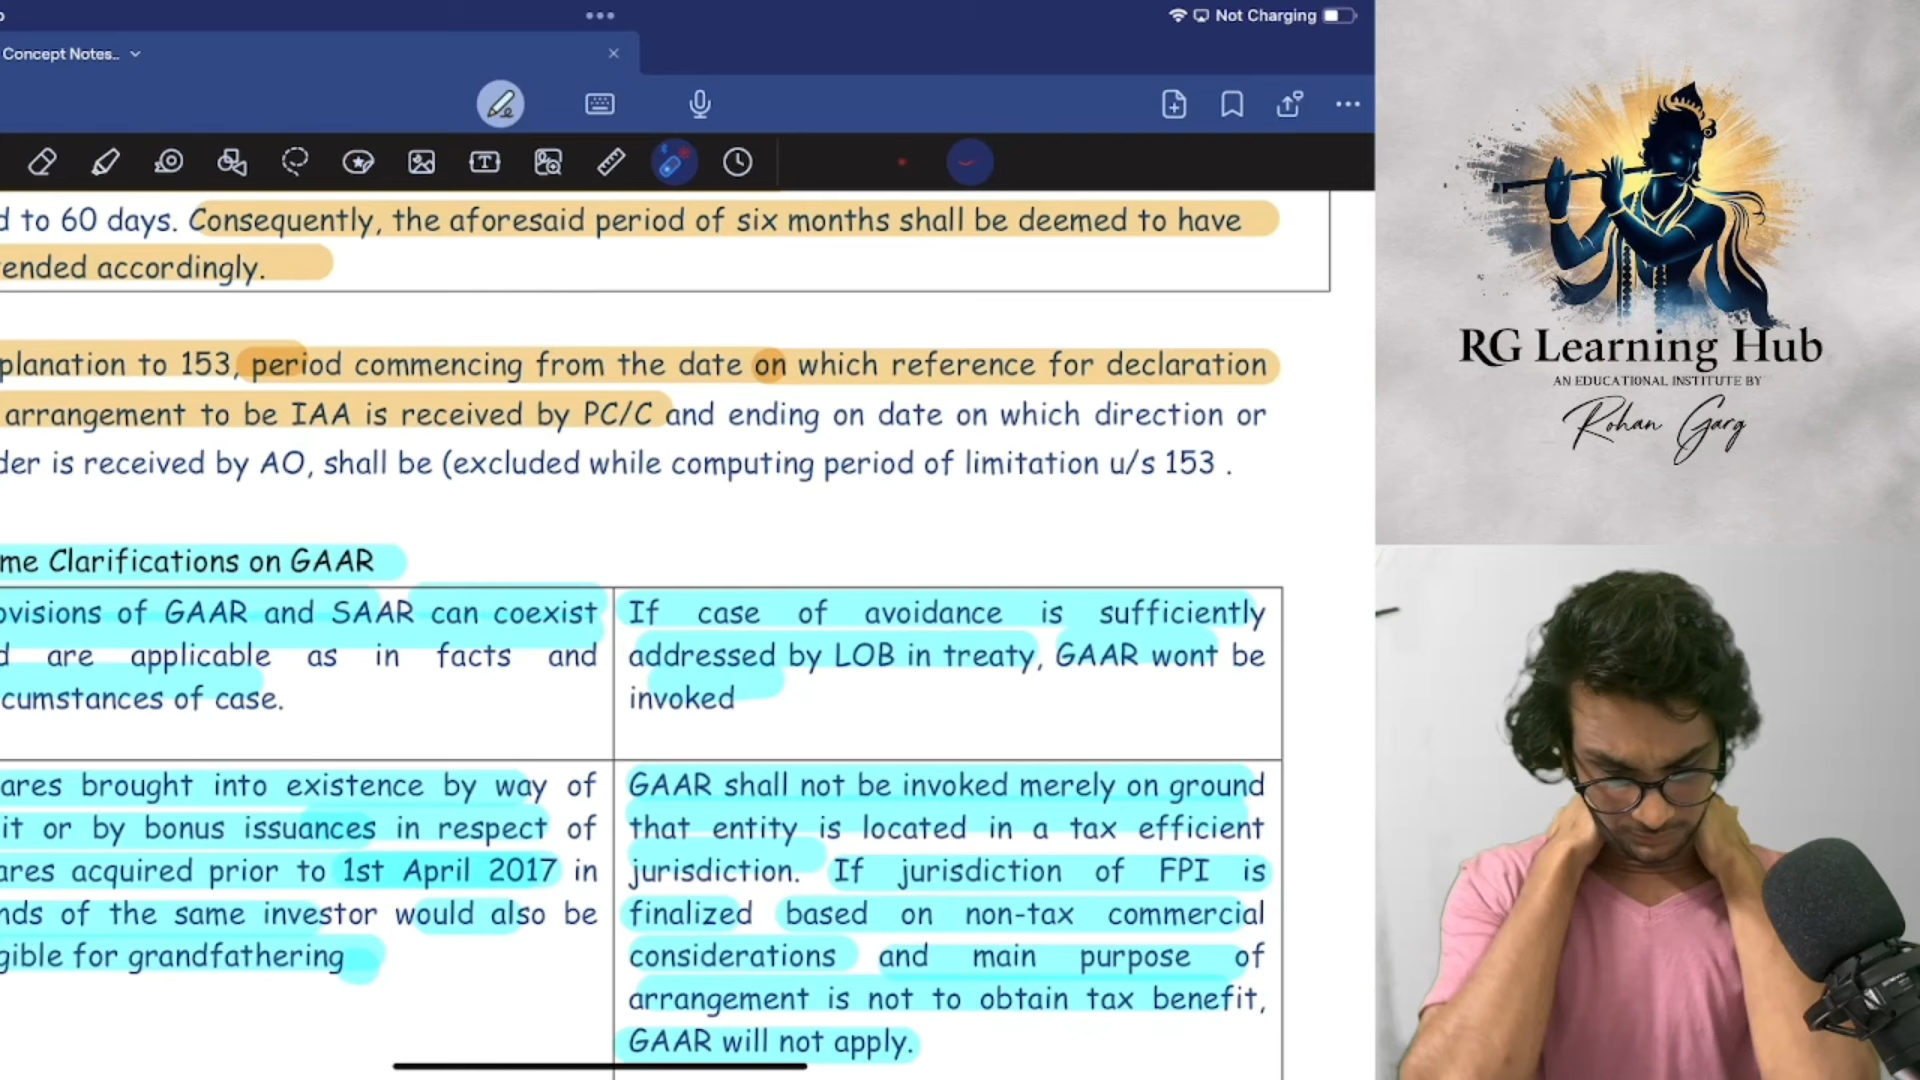 Not Charging
Concept Notes..
d to 60 days. Consequently, the aforesaid period of six months shall be deemed to have
ended accordingly.
planation to 153, period commencing from the date on which reference for declaration
arrangement to be IAA is received by PC/C and ending on date on which direction or
der is received by AO, shall be (excluded while computing period of limitation u/s 153 .
me Clarifications on GAAR
ovisions of GAAR and SAAR can coexist
d are applicable as in facts and
cumstances of case.
If case of avoidance is sufficiently
addressed by LOB in treaty, GAAR wont be
invoked
ares brought into existence by way of
it or by bonus issuances in respect of
ares acquired prior to 1st April 2017 in
nds of the same investor would also be
gible for grandfathering
GAAR shall not be invoked merely on ground
that entity is located in a tax efficient
jurisdiction. If jurisdiction of FPI is
finalized based on non-tax commercial
considerations and main purpose of
arrangement is not to obtain tax benefit,
GAAR will not apply.
RG Learning Hub
AN EDUCATIONAL INSTITUTE BY
Rohan Garg